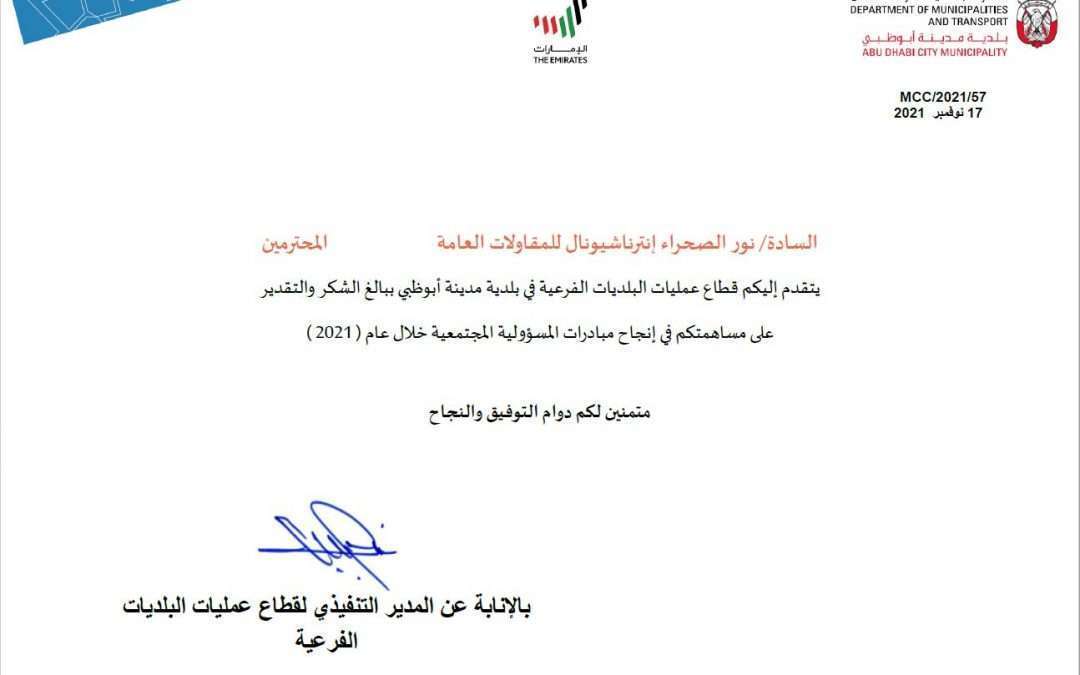 DEPARTMENT OF MUNICIPALITIES
AND TRANSPORT
بلدية مدينة أبوظبي
ABU DHABI CITY MUNICIPALITY
الإمارات
THE EMIRATES
MCC/2021/57
17 نوفمبر 2021
السادة/ نور الصحراء إنترناشيونال للمقاولات العامة المحترمين
يتقدم إليكم قطاع عمليات البلديات الفرعية في بلدية مدينة أبوظبي ببالغ الشكر والتقدير
على مساهمتكم في إنجاح مبادرات المسؤولية المجتمعية خلال عام ( 2021 )
متمنين لكم دوام التوفيق والنجاح
بالإنابة عن المدير التنفيذي لقطاع عمليات البلديات
الفرعية